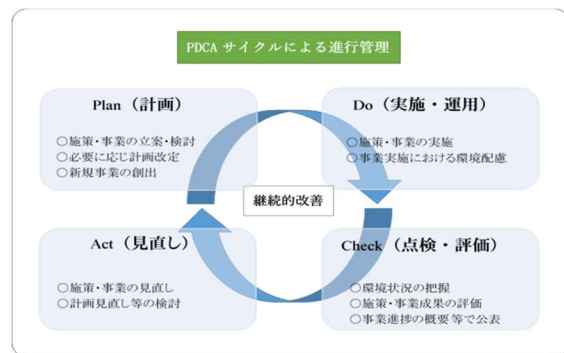 PDCA サイクルによる進行管理
Plan（計画）
○施策・事業の立案・検討
○必要に応じ計画改定
○新規事業の創出
Do（実施・運用）
○施策・事業の実施
○事業実施における環境配慮
継続的改善
Act（見直し）
○施策・事業の見直し
○計画見直し等の検討
Check（点検・評価）
○環境状況の把握
○施策・事業成果の評価
○事業進捗の概要等で公表